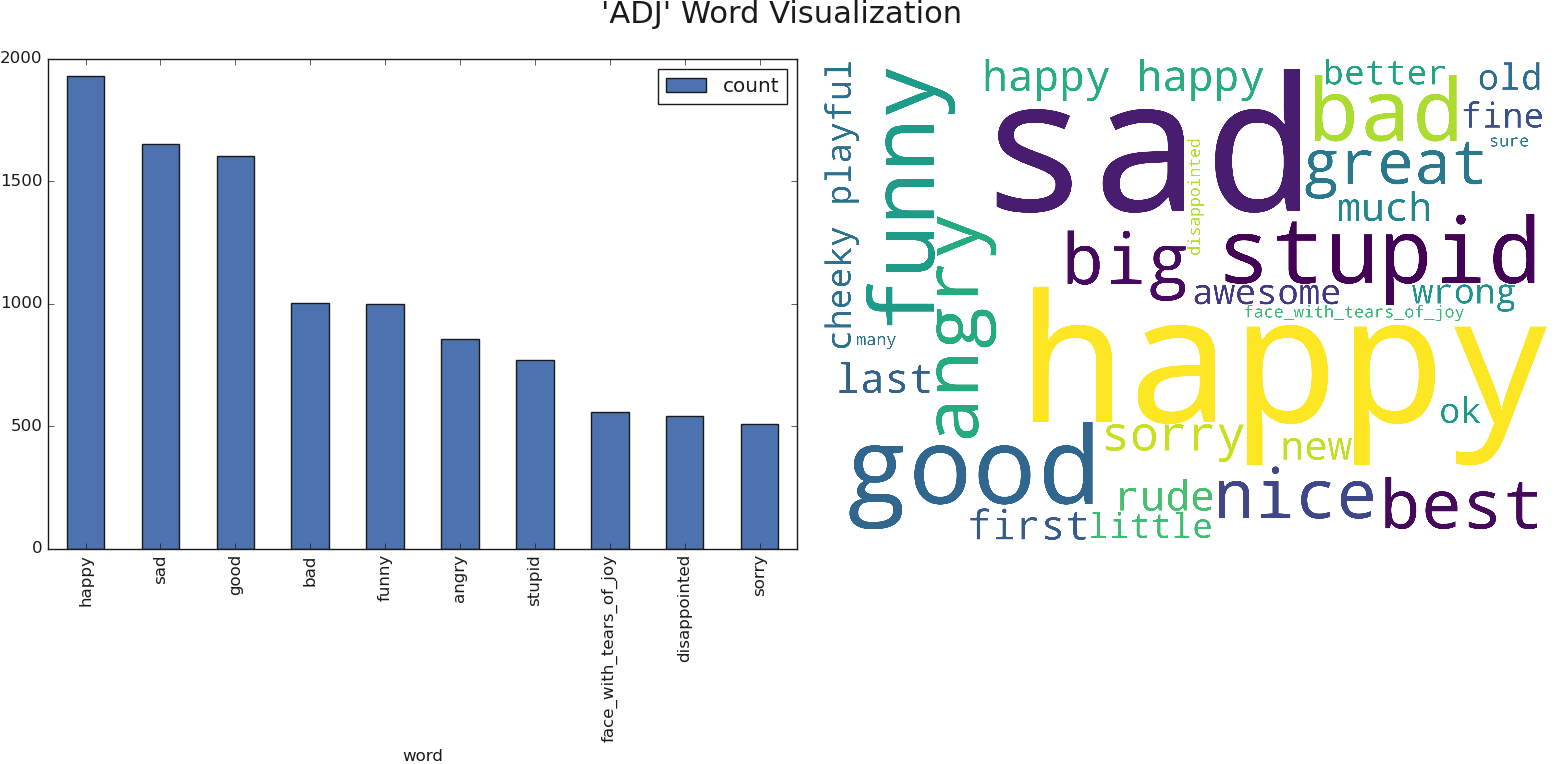 'ADJ' Word Visualization
2000
1500
1000
500
0
count
happy
sad
good
bad
funny
angry
stupid
face_with_tears_of_joy
disappointed
sorry
word
cheeky playful
funny
happy happy
better
old
sad
bad
fine
sure
great
disappointed
much
angry
big
stupid
awesome
wrong
face_with_tears_of_joy
many
happy
last
ok
good
sorry
new
rude
nice
best
first
little